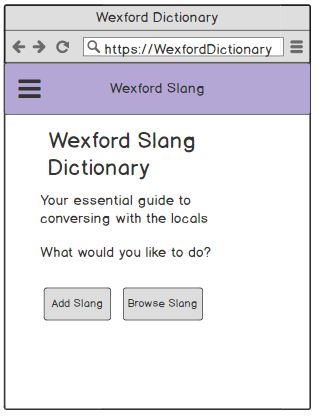 Wexford Dictionary
https://WexfordDictionary
Wexford Slang
Wexford Slang
Dictionary
Your essential guide to
conversing with the locals
What would you like to do?
Add Slang
Browse Slang